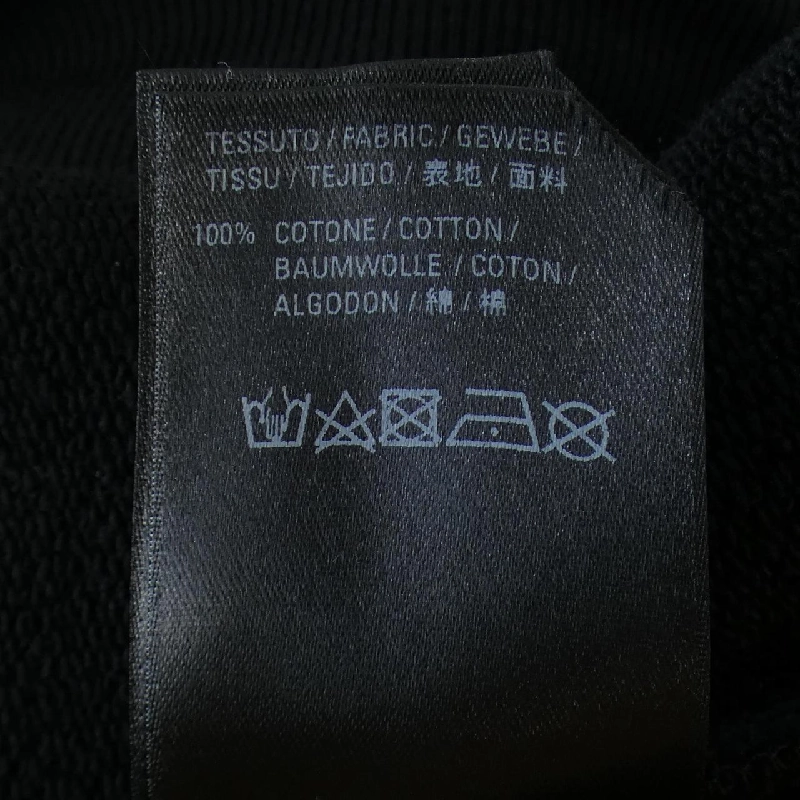 TESSUTO / FABRIC / GEWEBE /
TISSU / TEJIDO / 表地 / 面料
100% COTONE / COTTON /
BAUMWOLLE / COTON /
ALGODON / 綿 / 棉